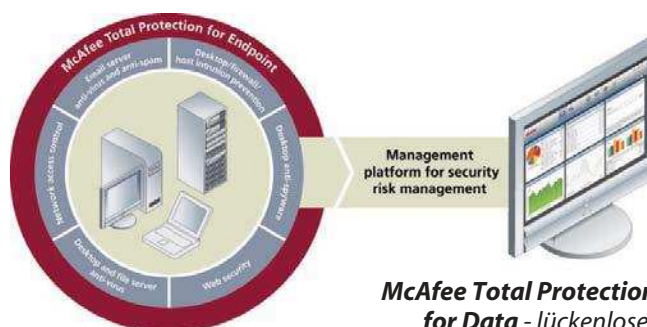 McAfee Total Protection for Endpoint
Email server
anti-virus and anti-spam
Desktop/firewall/
host intrusion prevention
Network access control
Desktop anti-spyware
Desktop and file server
anti-virus
Web security
Management
platform for security
risk management
McAfee Total Protection
for Data - lückenlose